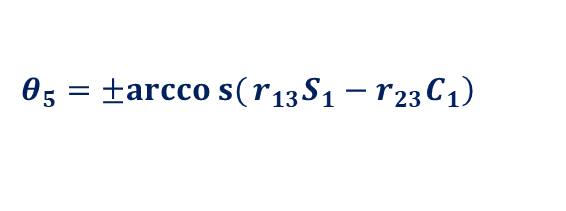 θ₅ = ±arcco s(r₁₃S₁ − r₂₃C₁)